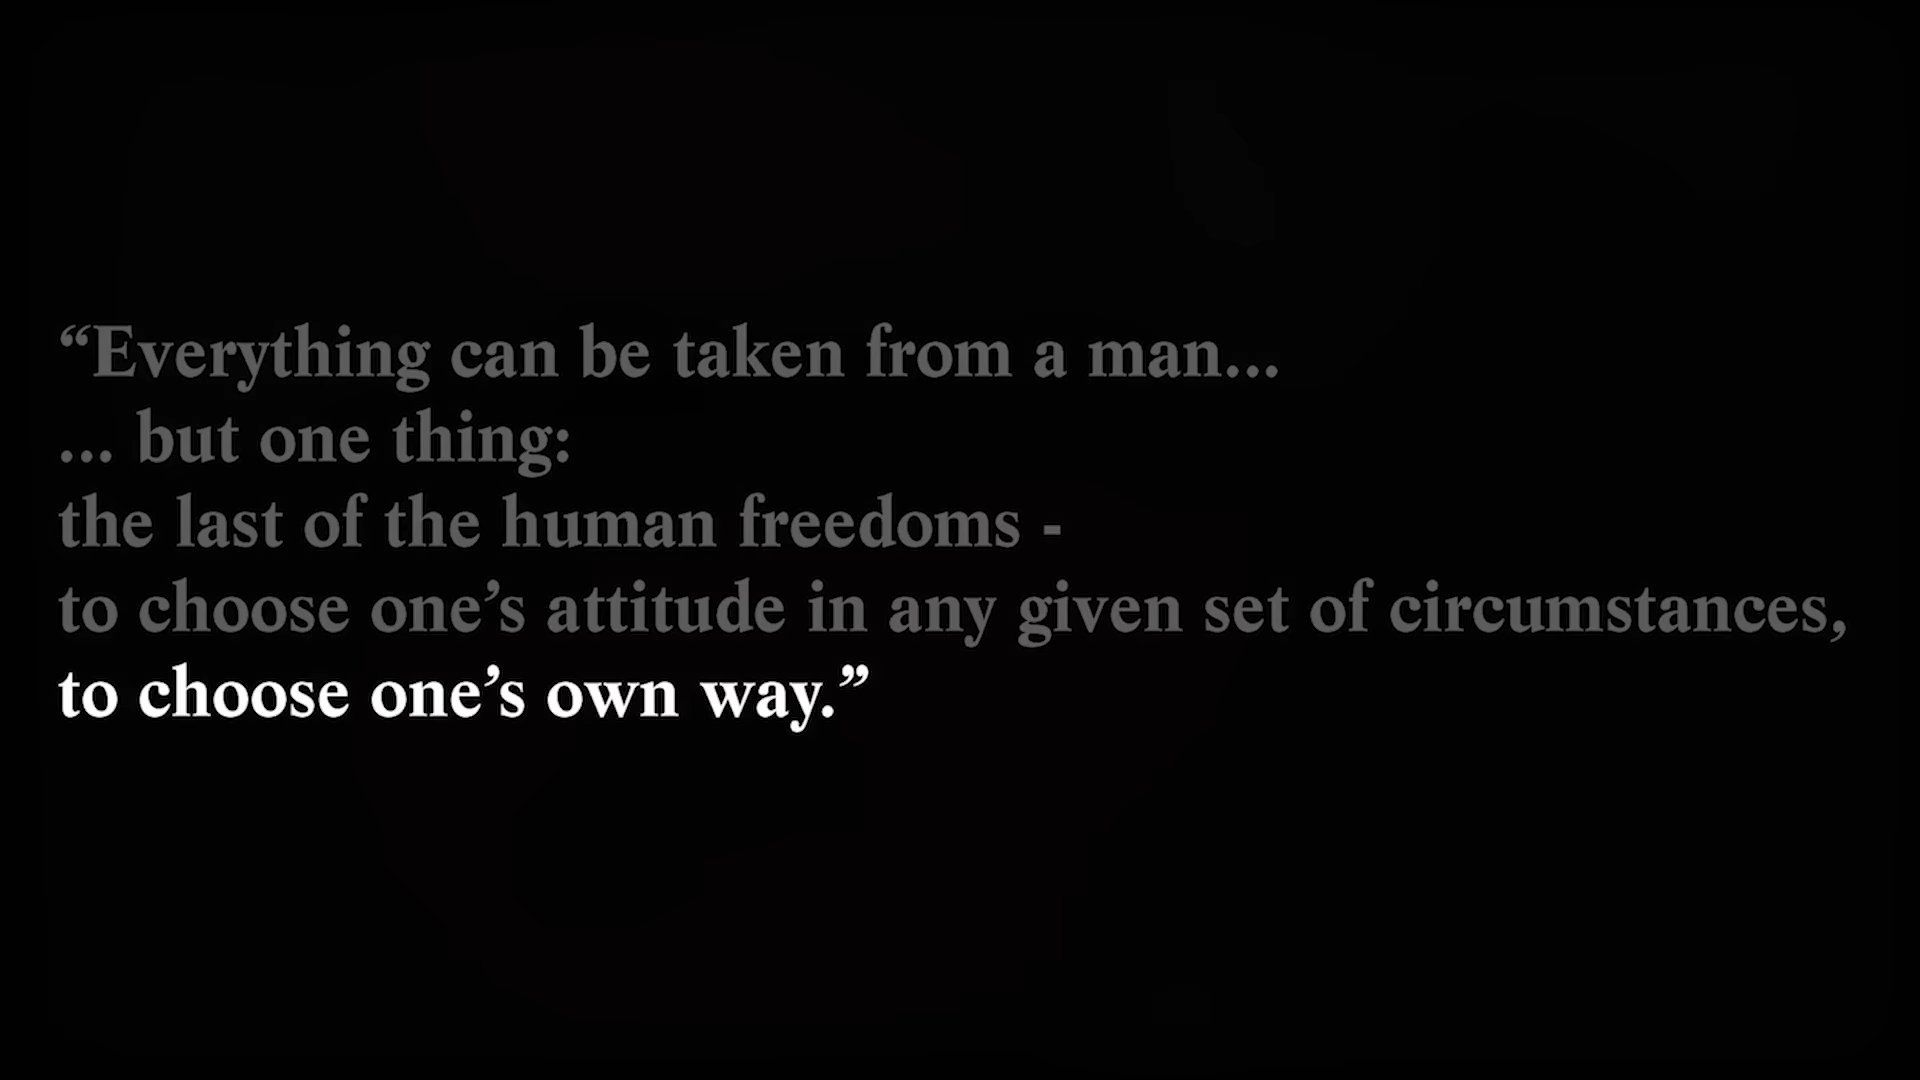 “Everything can be taken from a man...
... but one thing:
the last of the human freedoms -
to choose one’s attitude in any given set of circumstances,
to choose one’s own way.”